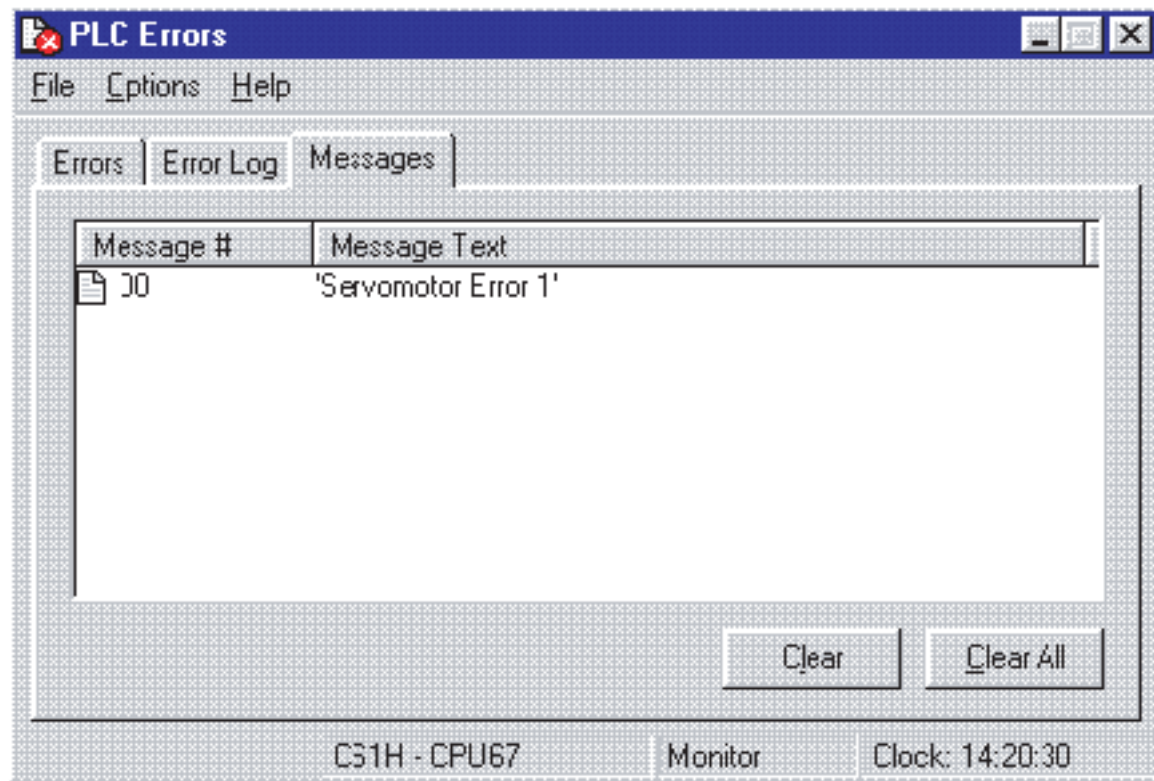 PLC Errors
File Options Help
Errors Error Log Messages
Message # Message Text
00 'Servomotor Error 1'
Clear Clear All
CS1H - CPU67 Monitor Clock: 14:20:30